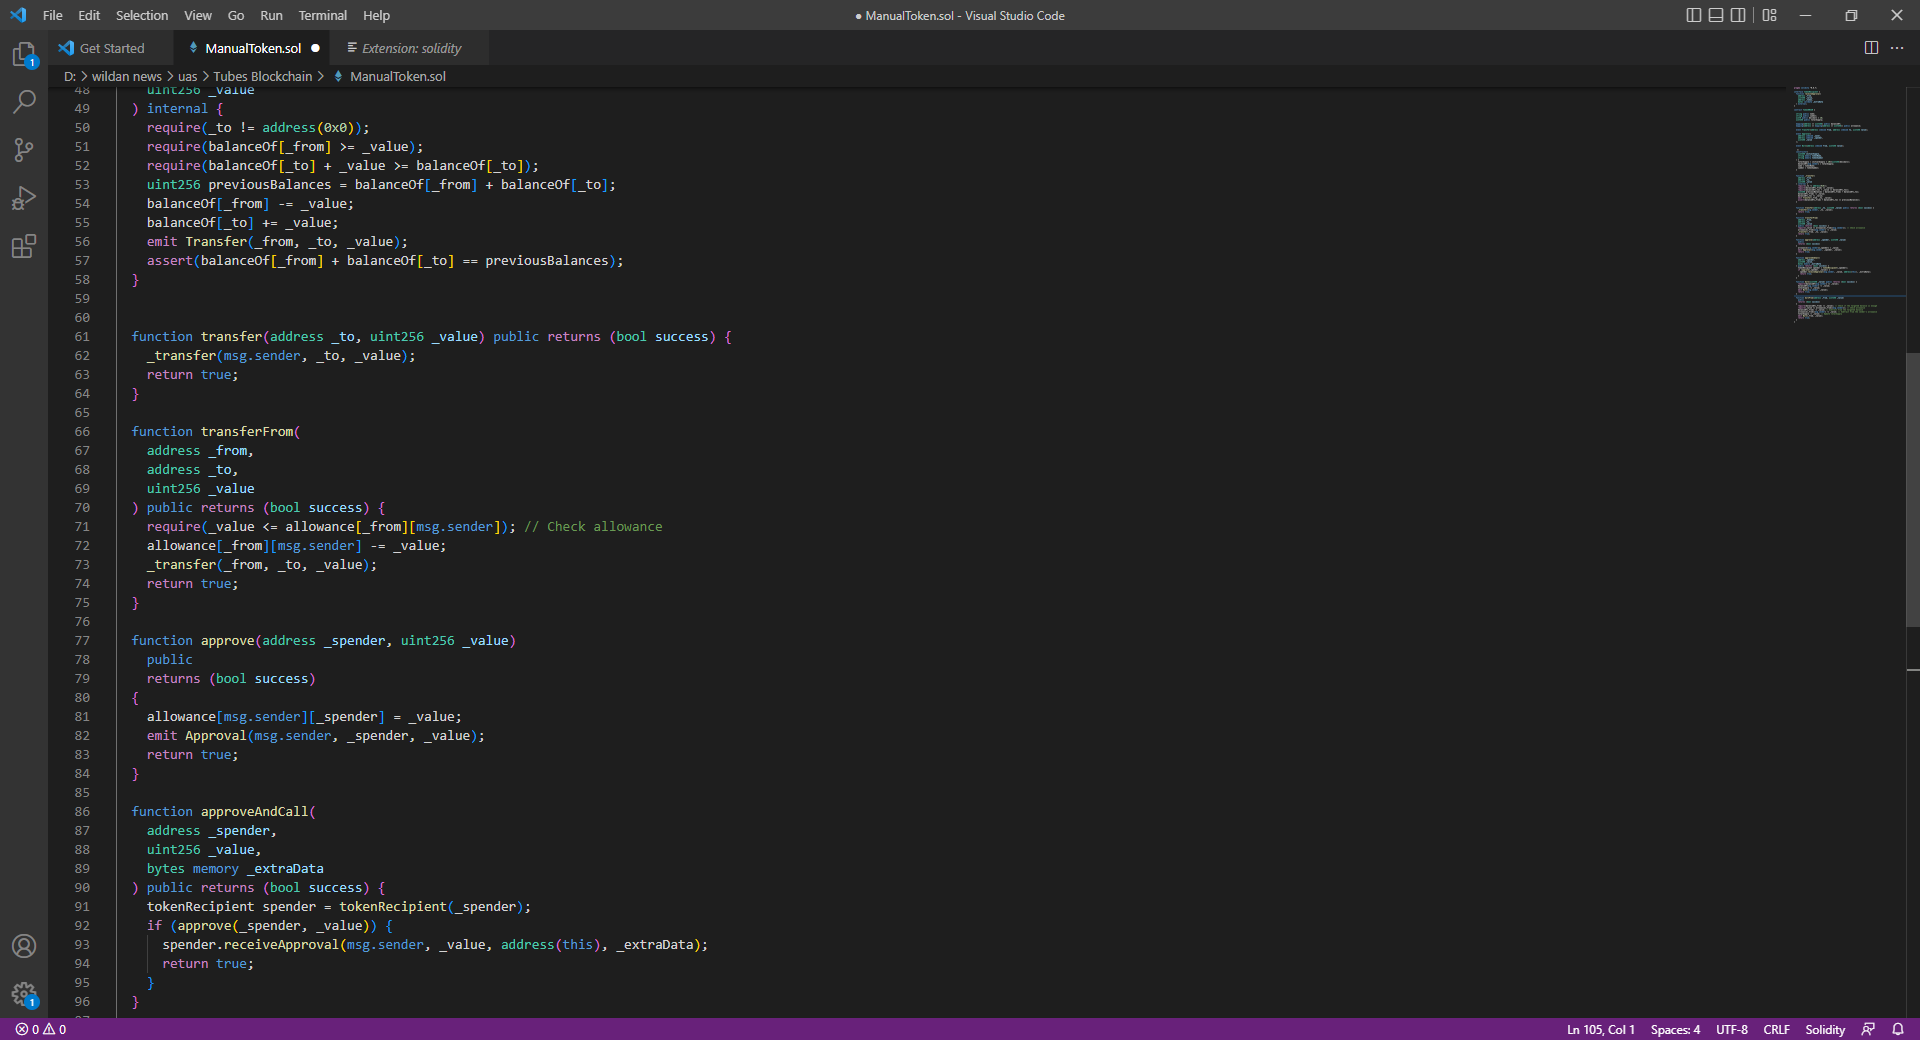 File Edit Selection View Go Run Terminal Help
● ManualToken.sol - Visual Studio Code
Get Started
ManualToken.sol ●
Extension: solidity
D: > wildan news > uas > Tubes Blockchain > ManualToken.sol
48 uint256 _value
49 ) internal {
50 require(_to != address(0x0));
51 require(balanceOf[_from] >= _value);
52 require(balanceOf[_to] + _value >= balanceOf[_to]);
53 uint256 previousBalances = balanceOf[_from] + balanceOf[_to];
54 balanceOf[_from] -= _value;
55 balanceOf[_to] += _value;
56 emit Transfer(_from, _to, _value);
57 assert(balanceOf[_from] + balanceOf[_to] == previousBalances);
58 }
59
60
61 function transfer(address _to, uint256 _value) public returns (bool success) {
62 _transfer(msg.sender, _to, _value);
63 return true;
64 }
65
66 function transferFrom(
67 address _from,
68 address _to,
69 uint256 _value
70 ) public returns (bool success) {
71 require(_value <= allowance[_from][msg.sender]); // Check allowance
72 allowance[_from][msg.sender] -= _value;
73 _transfer(_from, _to, _value);
74 return true;
75 }
76
77 function approve(address _spender, uint256 _value)
78 public
79 returns (bool success)
80 {
81 allowance[msg.sender][_spender] = _value;
82 emit Approval(msg.sender, _spender, _value);
83 return true;
84 }
85
86 function approveAndCall(
87 address _spender,
88 uint256 _value,
89 bytes memory _extraData
90 ) public returns (bool success) {
91 tokenRecipient spender = tokenRecipient(_spender);
92 if (approve(_spender, _value)) {
93 spender.receiveApproval(msg.sender, _value, address(this), _extraData);
94 return true;
95 }
96 }
1
1
0 0
Ln 105, Col 1 Spaces: 4 UTF-8 CRLF Solidity